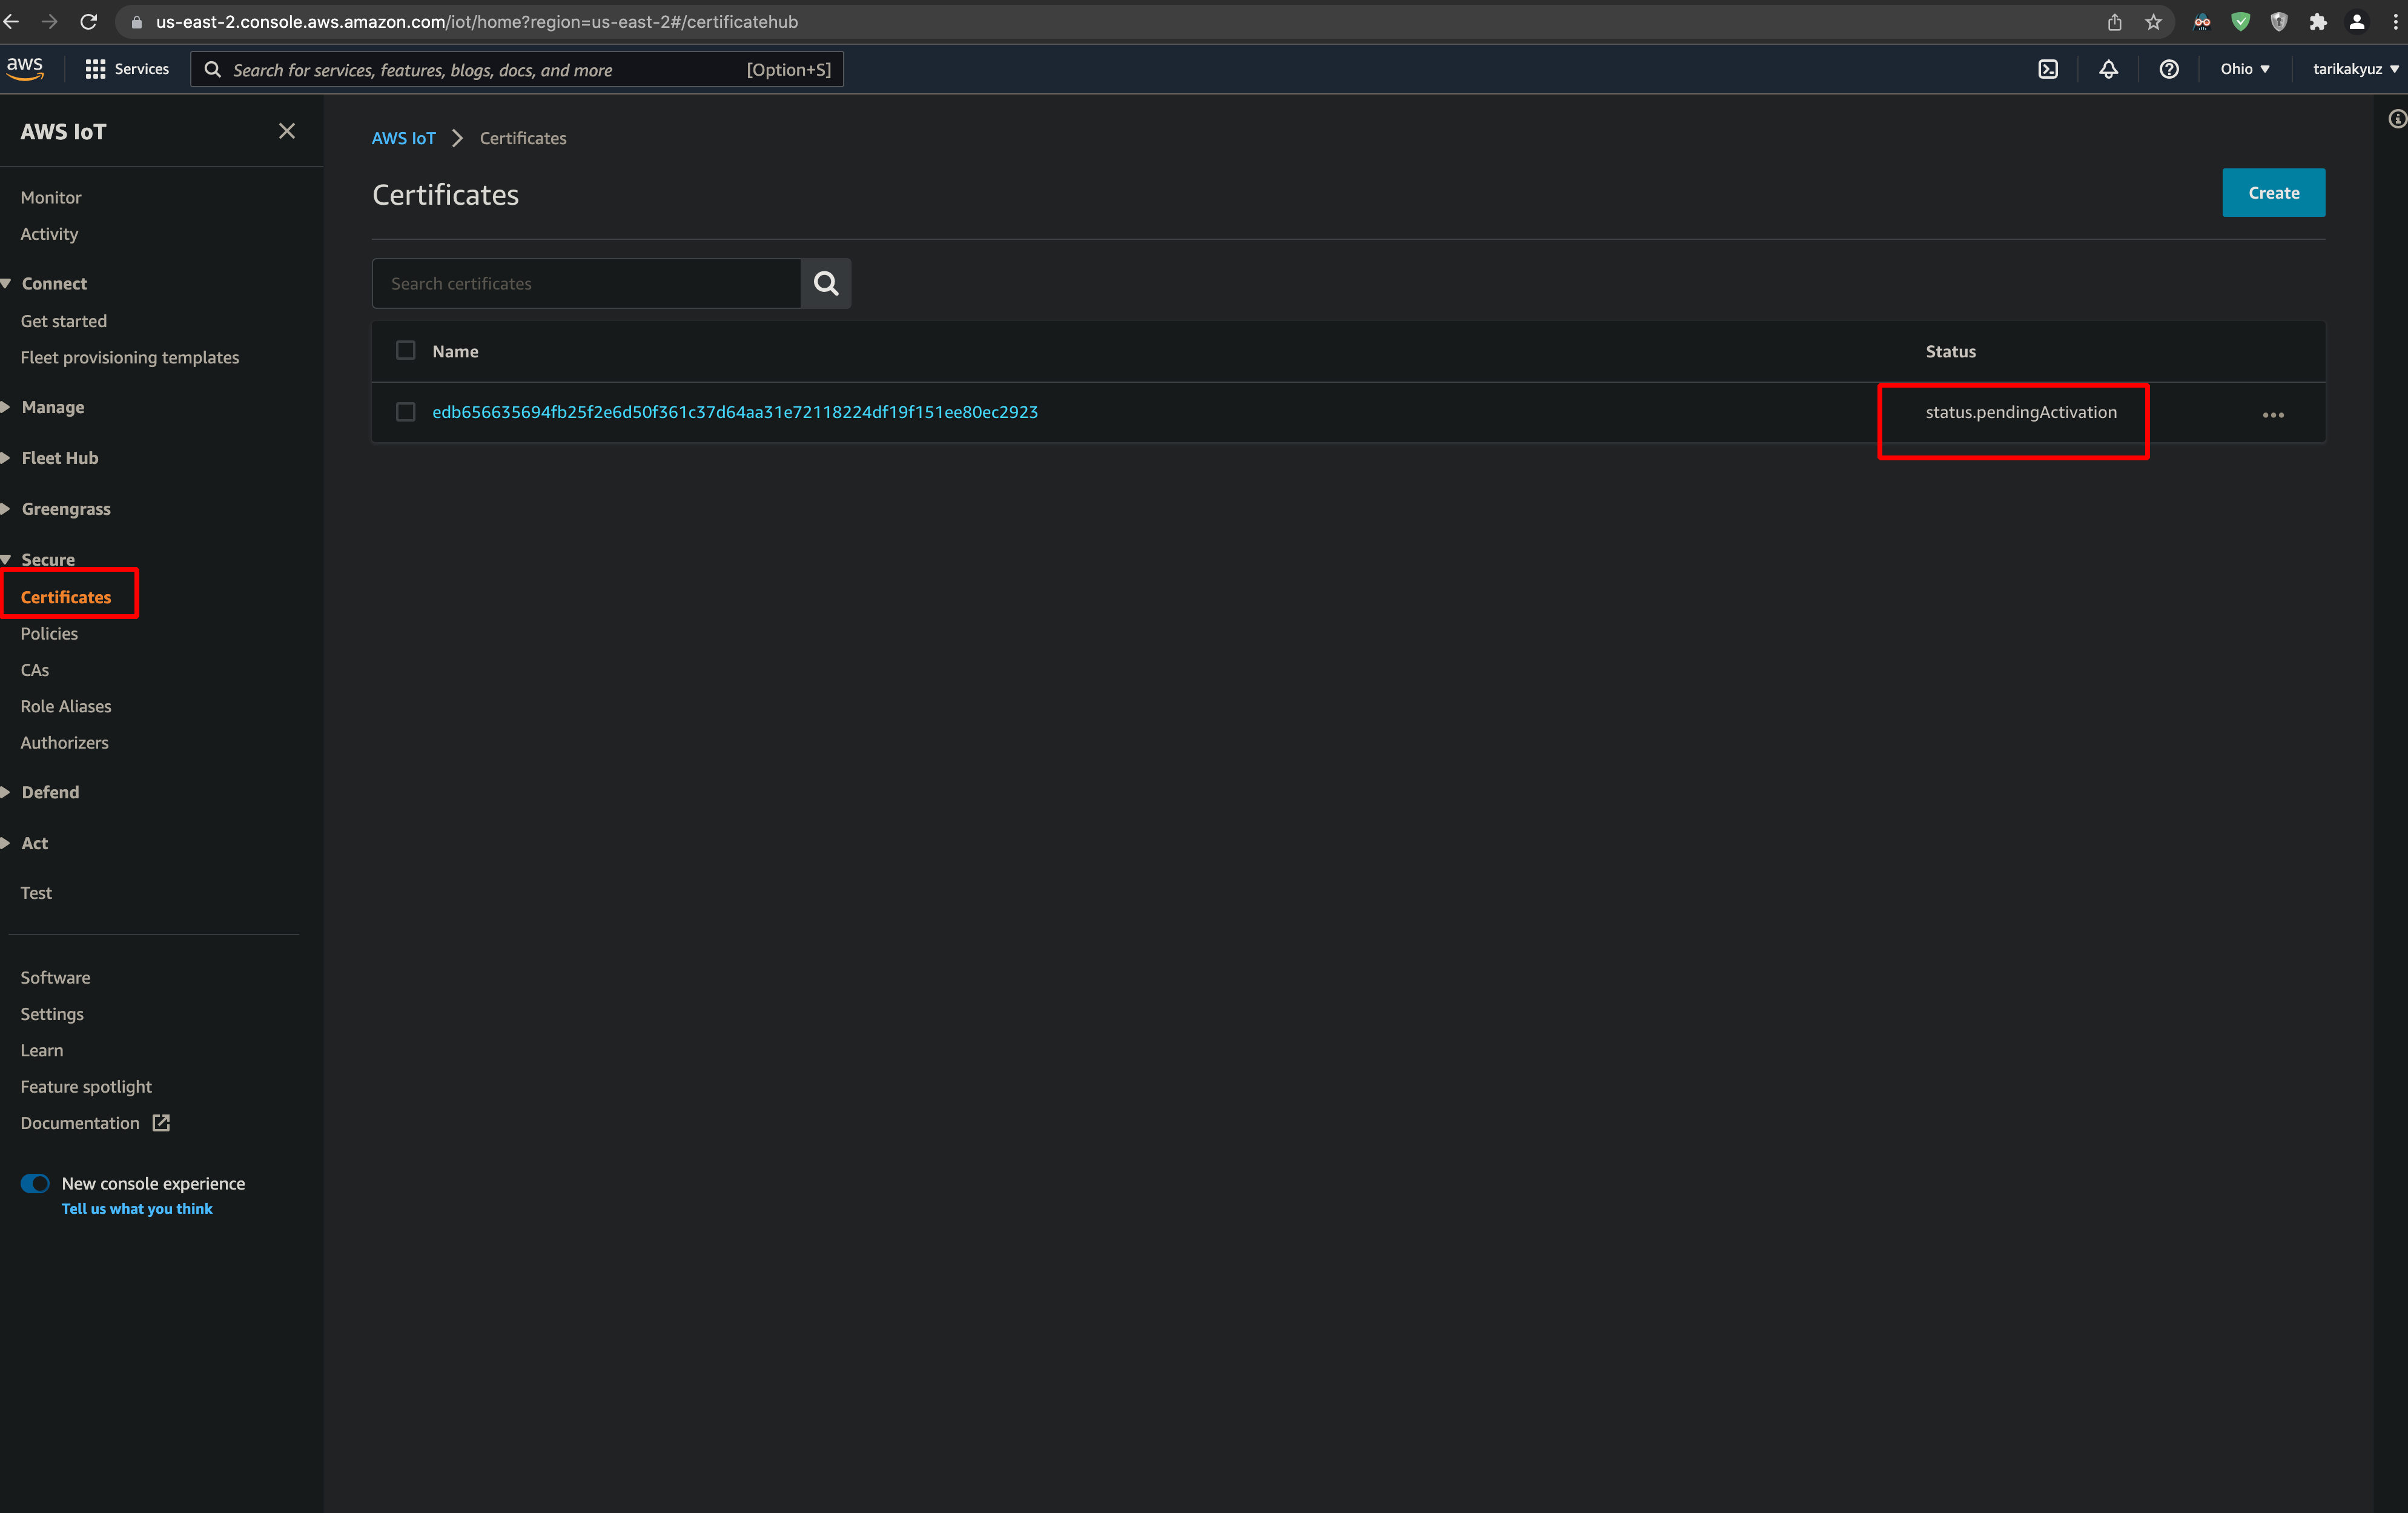 us-east-2.console.aws.amazon.com/iot/home?region=us-east-2#/certificatehub
aws Services Search for services, features, blogs, docs, and more [Option+S] Ohio tarikakyuz
AWS IoT
Monitor
Activity
Connect
Get started
Fleet provisioning templates
Manage
Fleet Hub
Greengrass
Secure
Certificates
Policies
CAs
Role Aliases
Authorizers
Defend
Act
Test
Software
Settings
Learn
Feature spotlight
Documentation
New console experience
Tell us what you think
AWS IoT Certificates
Certificates
Create
Search certificates
Name Status
edb656635694fb25f2e6d50f361c37d64aa31e72118224df19f151ee80ec2923 status.pendingActivation